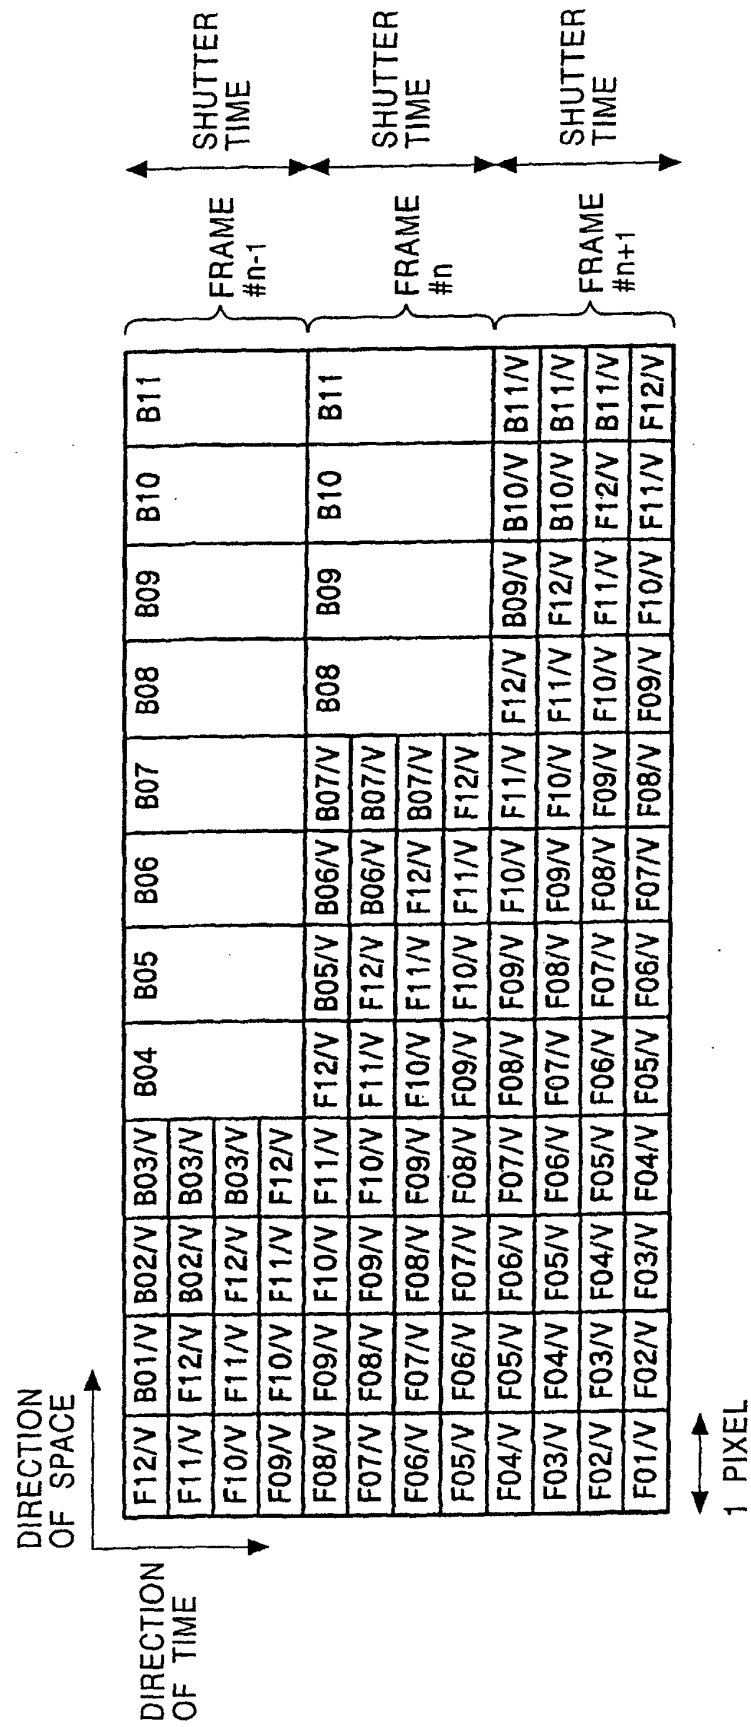 DIRECTION
OF SPACE
DIRECTION
OF TIME
F12/V B01/V B02/V B03/V B04 B05 B06 B07 B08 B09 B10 B11
F11/V F12/V B02/V B03/V
F10/V F11/V F12/V B03/V
F09/V F10/V F11/V F12/V
FRAME
#n-1
SHUTTER
TIME
F08/V F09/V F10/V F11/V F12/V B05/V B06/V B07/V B08 B09 B10 B11
F07/V F08/V F09/V F10/V F11/V F12/V B06/V B07/V
F06/V F07/V F08/V F09/V F10/V F11/V F12/V B07/V
F05/V F06/V F07/V F08/V F09/V F10/V F11/V F12/V
FRAME
#n
SHUTTER
TIME
F04/V F05/V F06/V F07/V F08/V F09/V F10/V F11/V F12/V B09/V B10/V B11/V
F03/V F04/V F05/V F06/V F07/V F08/V F09/V F10/V F11/V F12/V B10/V B11/V
F02/V F03/V F04/V F05/V F06/V F07/V F08/V F09/V F10/V F11/V F12/V B11/V
F01/V F02/V F03/V F04/V F05/V F06/V F07/V F08/V F09/V F10/V F11/V F12/V
FRAME
#n+1
SHUTTER
TIME
1 PIXEL